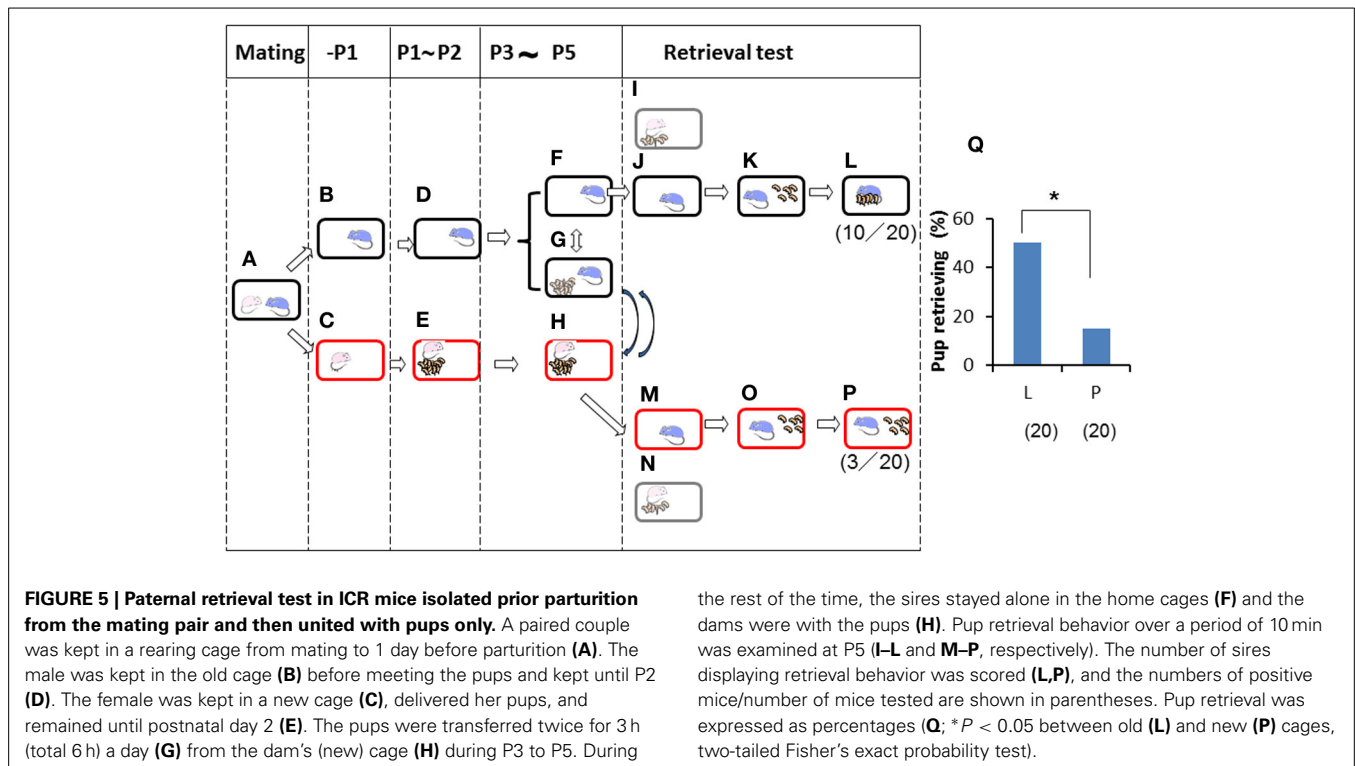 Mating -P1 P1~P2 P3 ~ P5 Retrieval test
I
F J K L Q
B D
(10/20)
G
A
C E H
M O P
(3/20)
N
*
Pup retrieving (%)
60
40
20
0
L P
(20) (20)
FIGURE 5 | Paternal retrieval test in ICR mice isolated prior parturition
from the mating pair and then united with pups only. A paired couple
was kept in a rearing cage from mating to 1 day before parturition (A). The
male was kept in the old cage (B) before meeting the pups and kept until P2
(D). The female was kept in a new cage (C), delivered her pups, and
remained until postnatal day 2 (E). The pups were transferred twice for 3 h
(total 6 h) a day (G) from the dam's (new) cage (H) during P3 to P5. During
the rest of the time, the sires stayed alone in the home cages (F) and the
dams were with the pups (H). Pup retrieval behavior over a period of 10 min
was examined at P5 (I–L and M–P, respectively). The number of sires
displaying retrieval behavior was scored (L,P), and the numbers of positive
mice/number of mice tested are shown in parentheses. Pup retrieval was
expressed as percentages (Q; *P < 0.05 between old (L) and new (P) cages,
two-tailed Fisher's exact probability test).